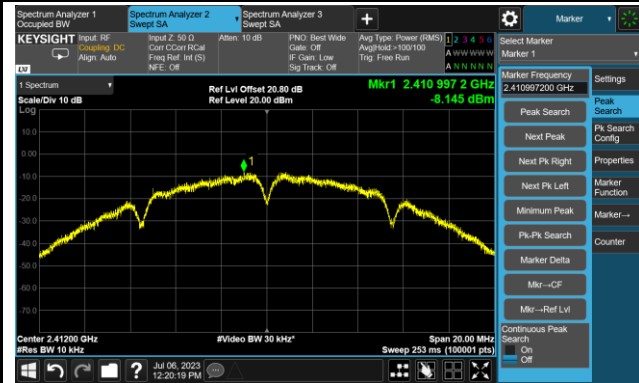 Spectrum Analyzer 1
Occupied BW
Spectrum Analyzer 2
Swept SA
Spectrum Analyzer 3
Swept SA
Marker
KEYSIGHT
LXI
Input: RF
Coupling: DC
Align: Auto
Input Z: 50 Ω
Corr CCorr RCal
Freq Ref: Int (S)
NFE: Off
Atten: 10 dB
PNO: Best Wide
Gate: Off
IF Gain: Low
Sig Track: Off
Avg Type: Power (RMS)
Avg|Hold >100/100
Trig: Free Run
1 2 3 4 5 6
A W W W W W
A N N N N N
Select Marker
Marker 1
1 Spectrum
Scale/Div 10 dB
Log
Ref Lvl Offset 20.80 dB
Ref Level 20.00 dBm
Mkr1 2.410 997 2 GHz
-8.145 dBm
10.0
0.00
-10.0
-20.0
-30.0
-40.0
-50.0
-60.0
-70.0
1
Center 2.41200 GHz
#Res BW 10 kHz
#Video BW 30 kHz*
Span 20.00 MHz
Sweep 253 ms (100001 pts)
Marker Frequency
2.410997200 GHz
Peak Search
Next Peak
Next Pk Right
Next Pk Left
Minimum Peak
Pk-Pk Search
Marker Delta
Mkr→CF
Mkr→Ref Lvl
Continuous Peak
Search
On
Off
Settings
Peak
Search
Pk Search
Config
Properties
Marker
Function
Marker→
Counter
Jul 06, 2023
12:20:19 PM